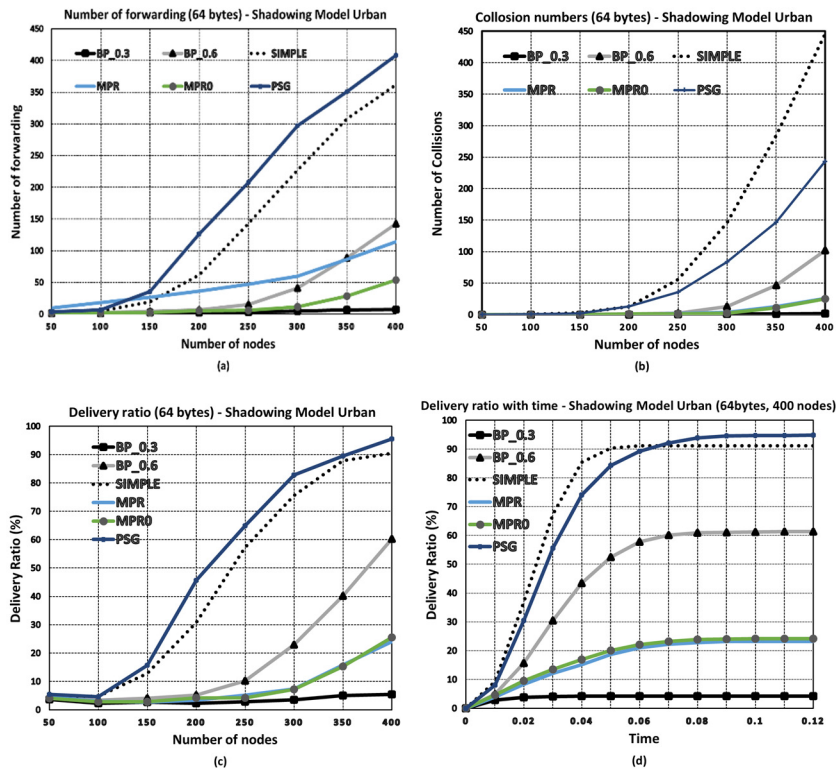 Number of forwarding (64 bytes) - Shadowing Model Urban
450
400
350
300
250
200
150
100
50
0
Number of forwarding
BP_0.3
BP_0.6
SIMPLE
MPR
MPR0
PSG
50 100 150 200 250 300 350 400
Number of nodes
(a)
Collosion numbers (64 bytes) - Shadowing Model Urban
450
400
350
300
250
200
150
100
50
0
Number of Collisions
BP_0.3
BP_0.6
SIMPLE
MPR
MPR0
PSG
50 100 150 200 250 300 350 400
Number of nodes
(b)
Delivery ratio (64 bytes) - Shadowing Model Urban
100
90
80
70
60
50
40
30
20
10
0
Delivery Ratio (%)
BP_0.3
BP_0.6
SIMPLE
MPR
MPR0
PSG
50 100 150 200 250 300 350 400
Number of nodes
(c)
Delivery ratio with time - Shadowing Model Urban (64bytes, 400 nodes)
100
90
80
70
60
50
40
30
20
10
0
Delivery Ratio (%)
BP_0.3
BP_0.6
SIMPLE
MPR
MPR0
PSG
0 0.02 0.04 0.06 0.08 0.1 0.12
Time
(d)